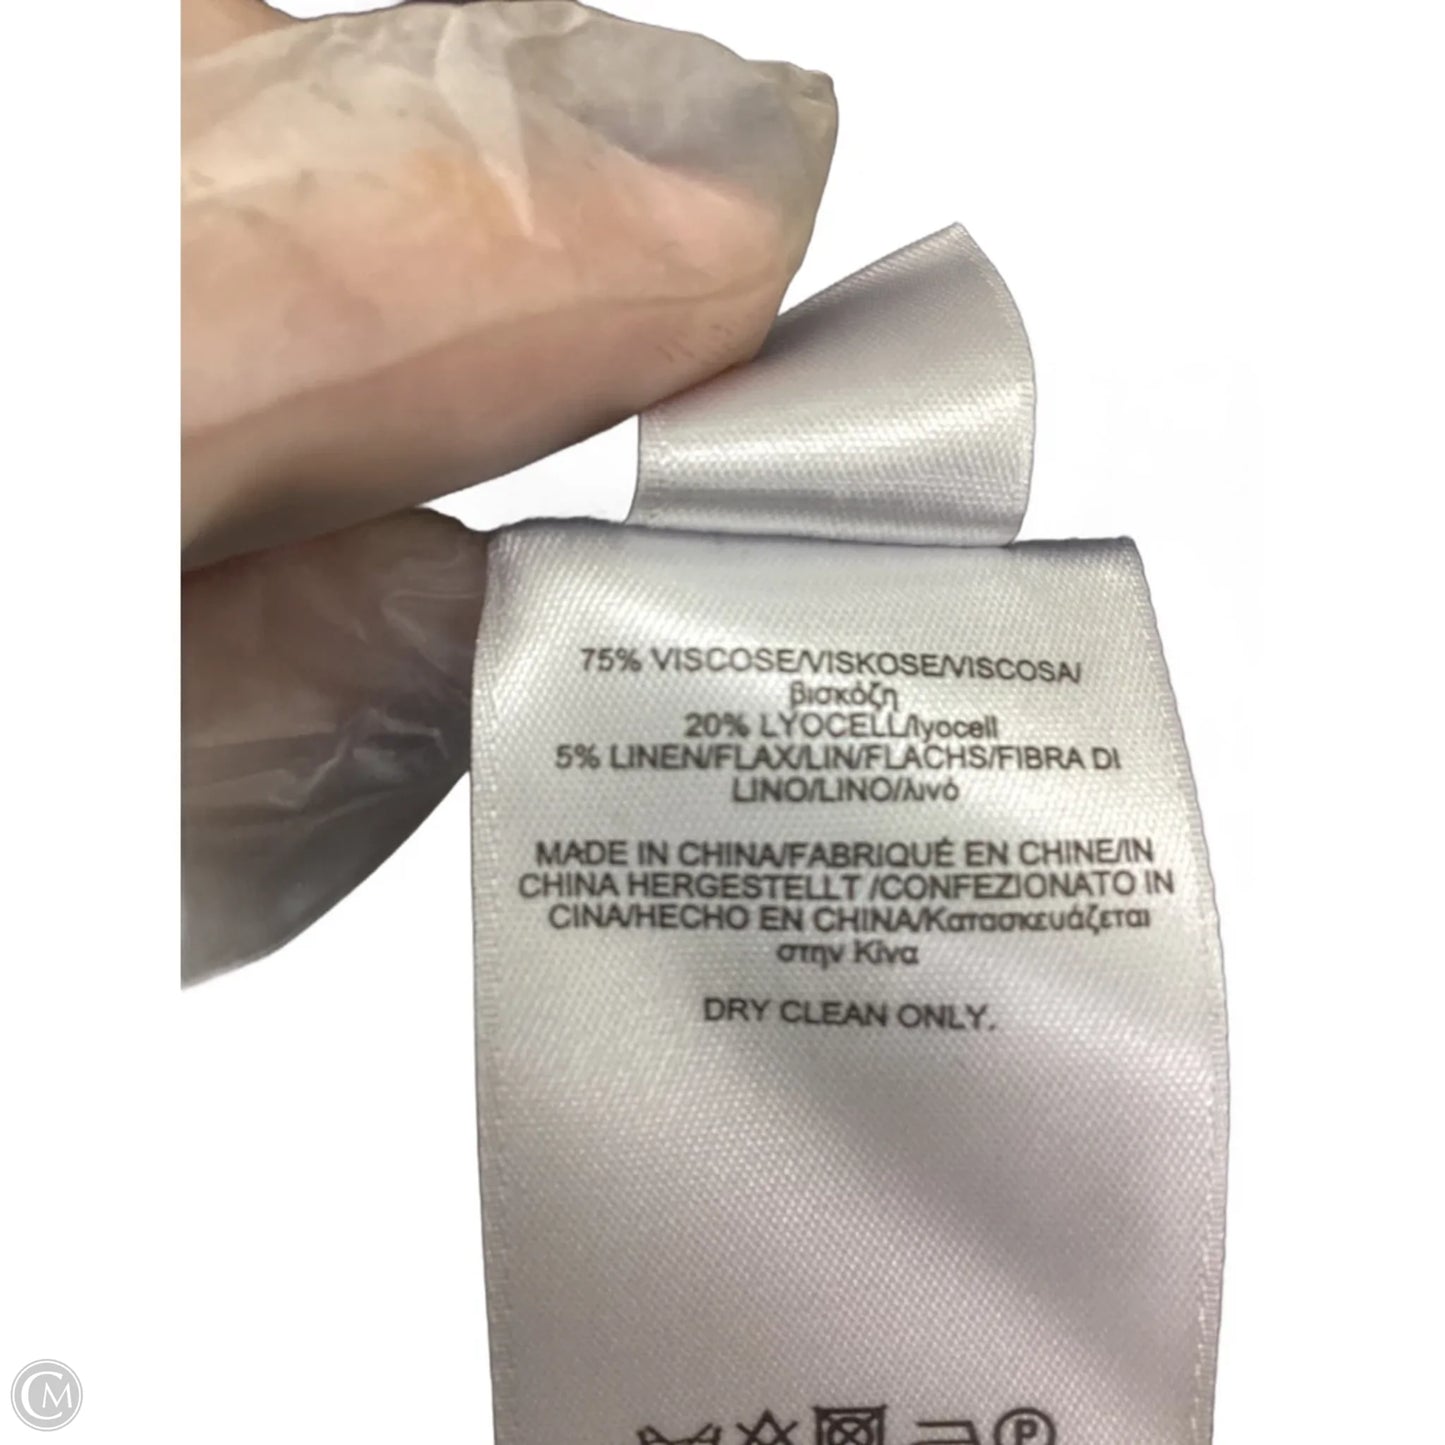 75% VISCOSE/VISKOSE/VISCOSA/
βισκόζη
20% LYOCELL/lyocell
5% LINEN/FLAX/LIN/FLACHS/FIBRA DI
LINO/LINO/λινό
MADE IN CHINA/FABRIQUÉ EN CHINE/IN
CHINA HERGESTELLT /CONFEZIONATO IN
CINA/HECHO EN CHINA/Κατασκευάζεται
στην Κίνα
DRY CLEAN ONLY.
P
CM